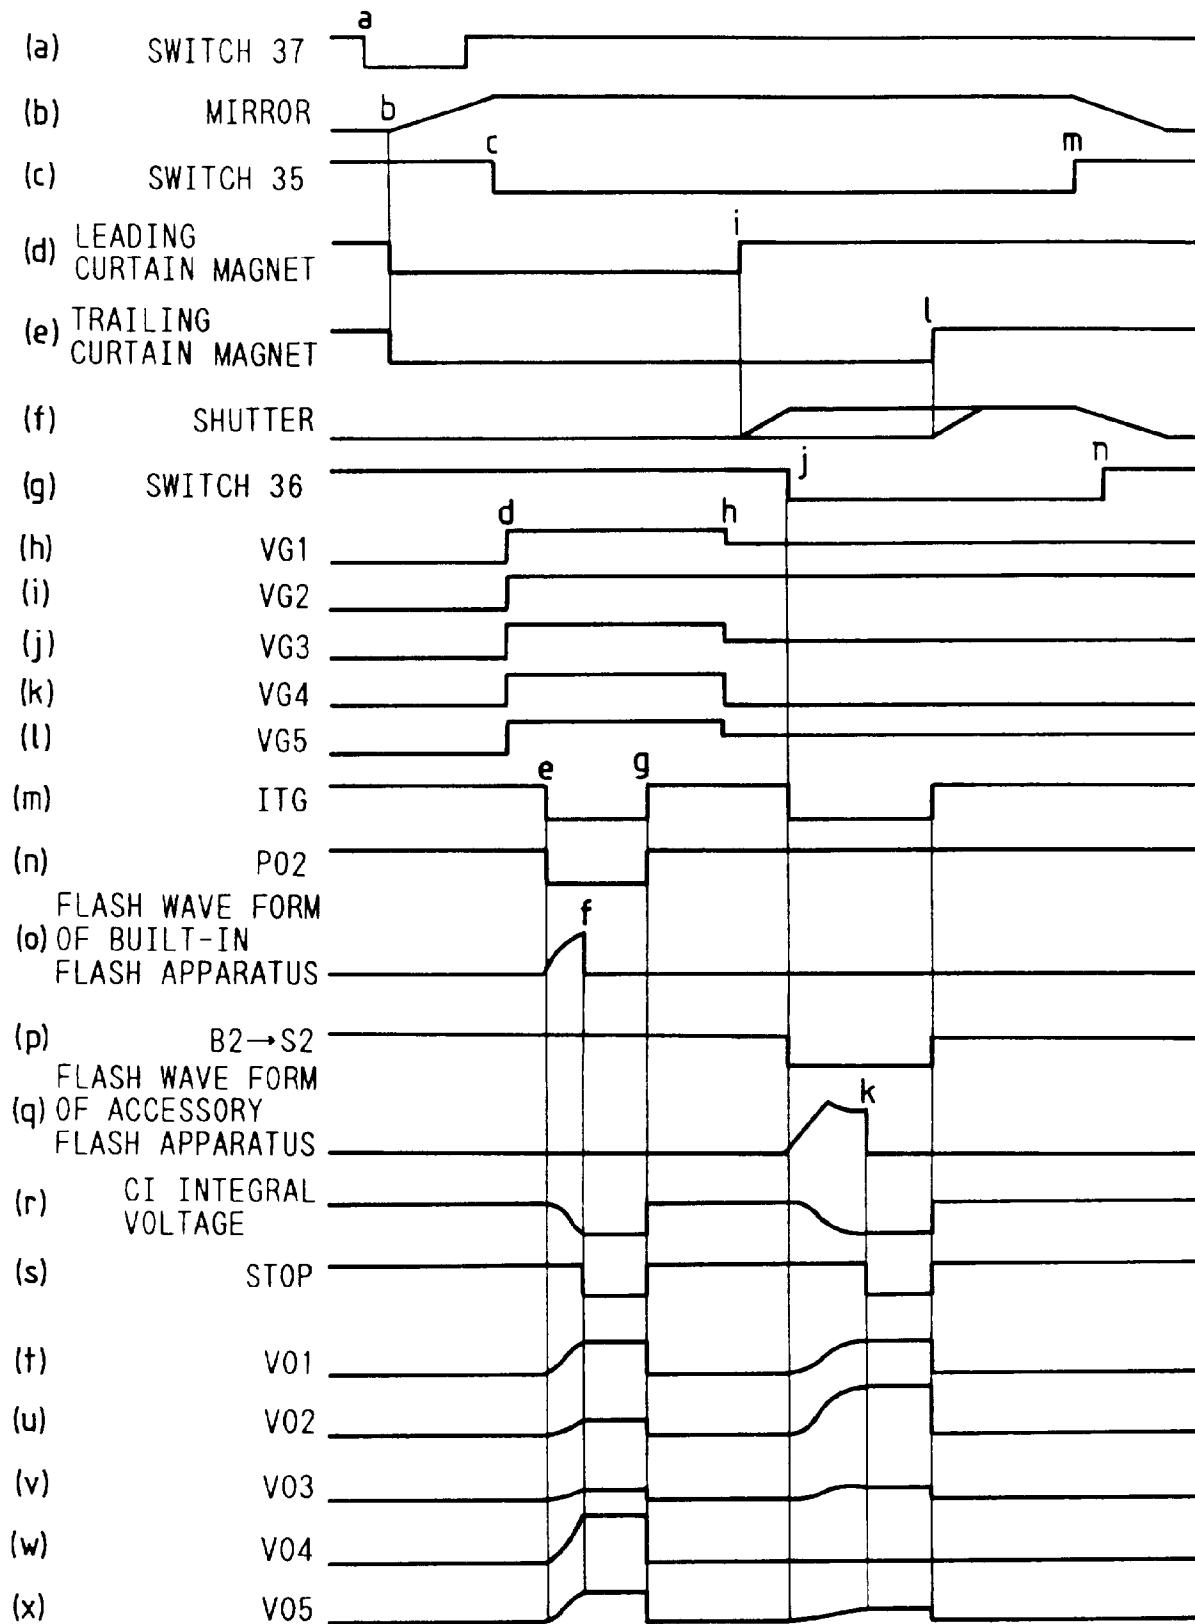 a
(a) SWITCH 37
(b) MIRROR b
c m
(c) SWITCH 35
i
(d) LEADING
CURTAIN MAGNET
l
(e) TRAILING
CURTAIN MAGNET
(f) SHUTTER
(g) SWITCH 36 j n
d h
(h) VG1
(i) VG2
(j) VG3
(k) VG4
(l) VG5
e g
(m) ITG
(n) PO2
FLASH WAVE FORM f
(o) OF BUILT-IN
FLASH APPARATUS
(p) B2→S2
FLASH WAVE FORM
(q) OF ACCESSORY k
FLASH APPARATUS
(r) CI INTEGRAL
VOLTAGE
(s) STOP
(t) VO1
(u) VO2
(v) VO3
(w) VO4
(x) VO5